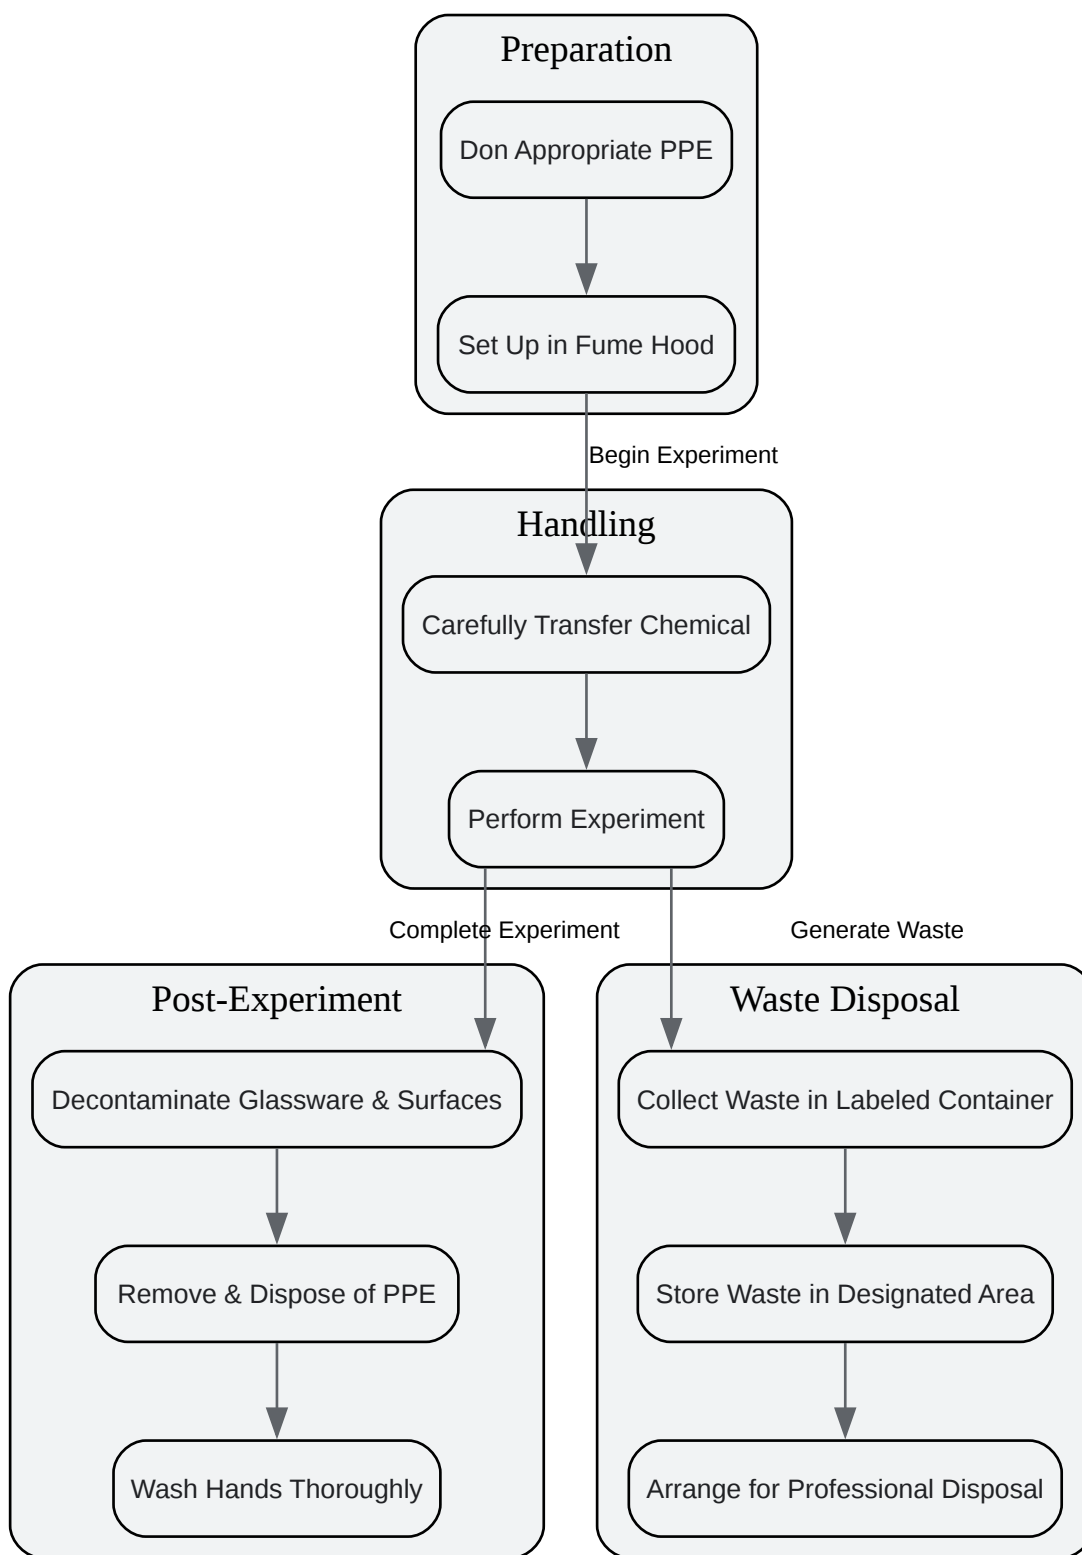 Preparation
Don Appropriate PPE
Set Up in Fume Hood
Begin Experiment
Handling
Carefully Transfer Chemical
Perform Experiment
Complete Experiment
Generate Waste
Post-Experiment
Decontaminate Glassware & Surfaces
Remove & Dispose of PPE
Wash Hands Thoroughly
Waste Disposal
Collect Waste in Labeled Container
Store Waste in Designated Area
Arrange for Professional Disposal